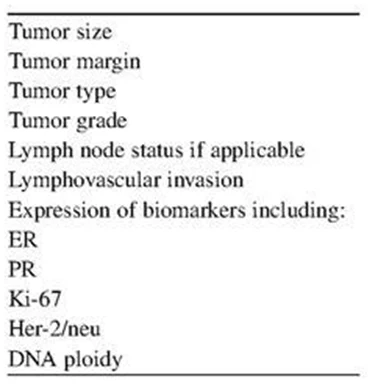 Tumor size
Tumor margin
Tumor type
Tumor grade
Lymph node status if applicable
Lymphovascular invasion
Expression of biomarkers including:
ER
PR
Ki-67
Her-2/neu
DNA ploidy